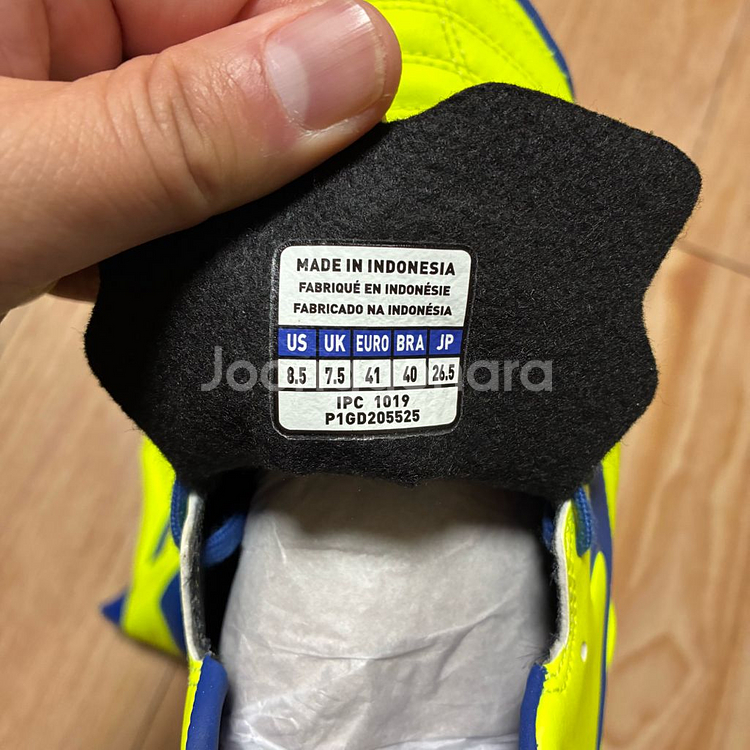 MADE IN INDONESIA
FABRIQUÉ EN INDONÉSIE
FABRICADO NA INDONÉSIA
US UK EURO BRA JP
8.5 7.5 41 40 26.5
IPC 1019
P1GD205525